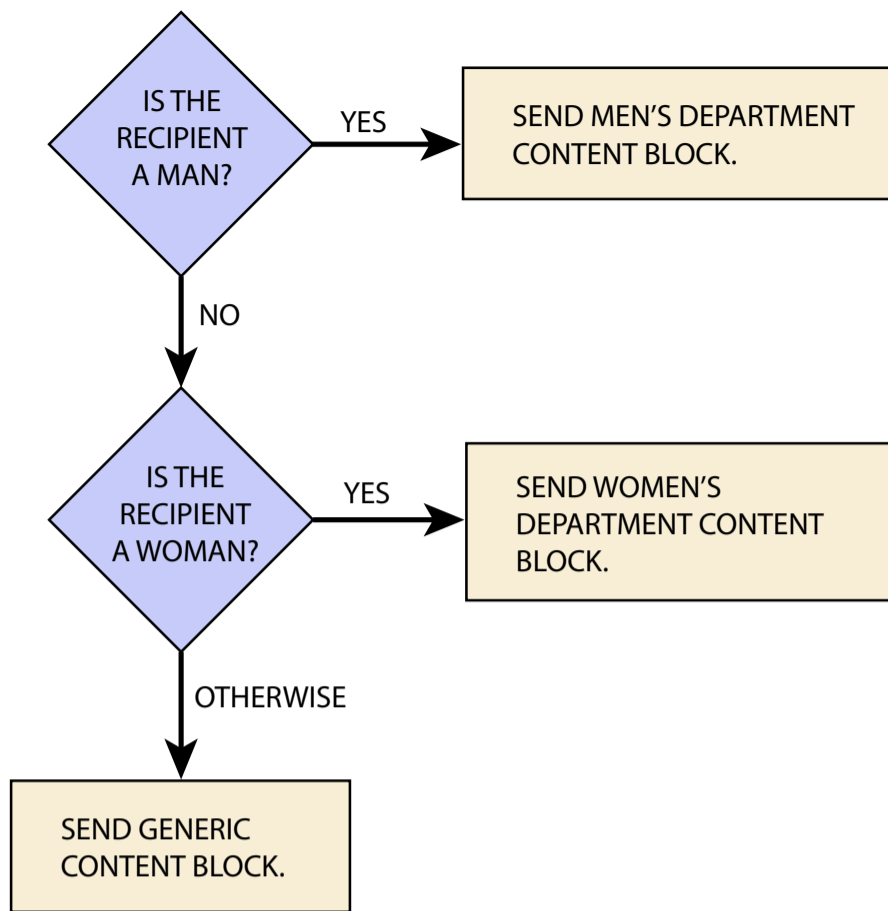 IS THE
RECIPIENT
A MAN?
YES
SEND MEN’S DEPARTMENT
CONTENT BLOCK.
NO
IS THE
RECIPIENT
A WOMAN?
YES
SEND WOMEN’S
DEPARTMENT CONTENT
BLOCK.
OTHERWISE
SEND GENERIC
CONTENT BLOCK.